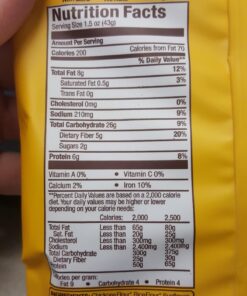 Nutrition Facts
Serving Size 1.5 oz (43g)
Amount Per Serving
Calories 200 Calories from Fat 76
% Daily Value**
Total Fat 8g 12%
Saturated Fat 0.5g 3%
Trans Fat 0g
Cholesterol 0mg 0%
Sodium 210mg 9%
Total Carbohydrate 26g 9%
Dietary Fiber 5g 20%
Sugars 2g
Protein 6g 8%
Vitamin A 0% • Vitamin C 0%
Calcium 2% • Iron 10%
**Percent Daily Values are based on a 2,000 calorie
diet. Your daily values may be higher or lower
depending on your calorie needs:
Calories: 2,000 2,500
Total Fat Less than 65g 80g
Sat Fat Less than 20g 25g
Cholesterol Less than 300mg 300mg
Sodium Less than 2,400mg 2,400mg
Total Carbohydrate 300g 375g
Dietary Fiber 25g 30g
Protein 50g 65g
Calories per gram:
Fat 9 • Carbohydrate 4 • Protein 4